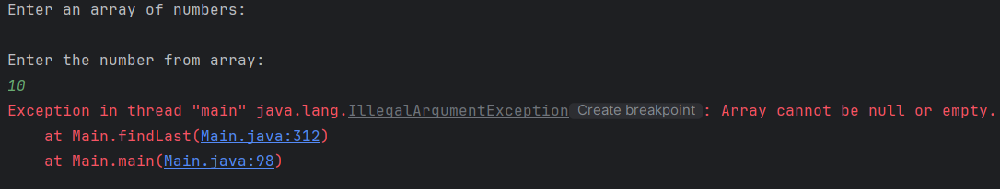 Enter an array of numbers:
Enter the number from array:
10
Exception in thread "main" java.lang.IllegalArgumentException Create breakpoint : Array cannot be null or empty.
at Main.findLast(Main.java:312)
at Main.main(Main.java:98)